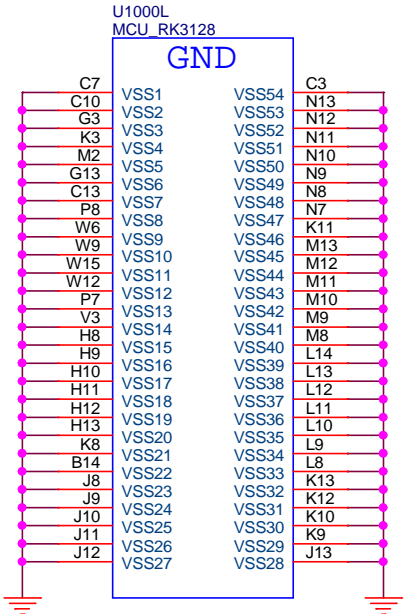 U1000L
MCU_RK3128
GND
C7 VSS1 VSS54 C3
C10 VSS2 VSS53 N13
G3 VSS3 VSS52 N12
K3 VSS4 VSS51 N11
M2 VSS5 VSS50 N10
G13 VSS6 VSS49 N9
C13 VSS7 VSS48 N8
P8 VSS8 VSS47 N7
W6 VSS9 VSS46 K11
W9 VSS10 VSS45 M13
W15 VSS11 VSS44 M12
W12 VSS12 VSS43 M11
P7 VSS13 VSS42 M10
V3 VSS14 VSS41 M9
H8 VSS15 VSS40 M8
H9 VSS16 VSS39 L14
H10 VSS17 VSS38 L13
H11 VSS18 VSS37 L12
H12 VSS19 VSS36 L11
H13 VSS20 VSS35 L10
K8 VSS21 VSS34 L9
B14 VSS22 VSS33 L8
J8 VSS23 VSS32 K13
J9 VSS24 VSS31 K12
J10 VSS25 VSS30 K10
J11 VSS26 VSS29 K9
J12 VSS27 VSS28 J13